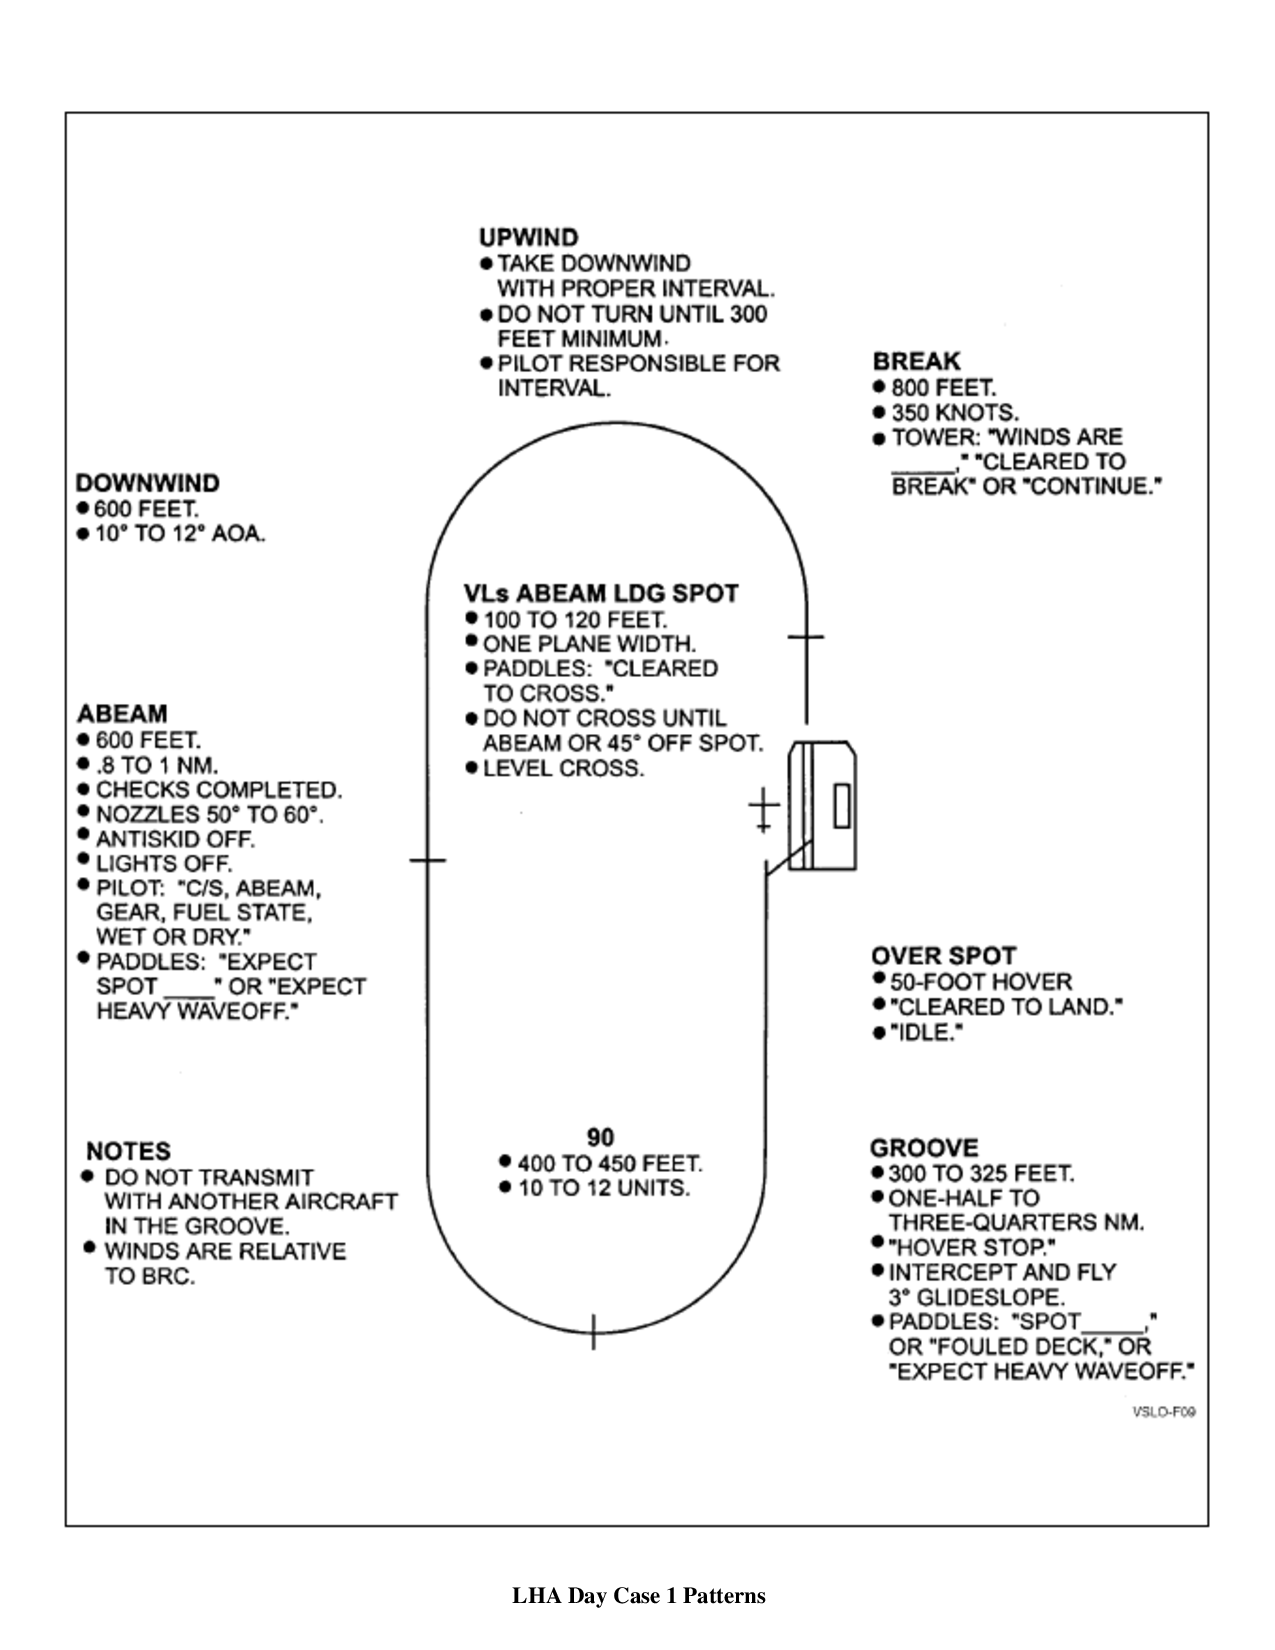 UPWIND
● TAKE DOWNWIND
WITH PROPER INTERVAL.
● DO NOT TURN UNTIL 300
FEET MINIMUM.
● PILOT RESPONSIBLE FOR
INTERVAL.
BREAK
● 800 FEET.
● 350 KNOTS.
● TOWER: "WINDS ARE
_____," "CLEARED TO
BREAK" OR "CONTINUE."
DOWNWIND
● 600 FEET.
● 10° TO 12° AOA.
VLs ABEAM LDG SPOT
● 100 TO 120 FEET.
● ONE PLANE WIDTH.
● PADDLES: "CLEARED
TO CROSS."
● DO NOT CROSS UNTIL
ABEAM OR 45° OFF SPOT.
● LEVEL CROSS.
ABEAM
● 600 FEET.
● .8 TO 1 NM.
● CHECKS COMPLETED.
● NOZZLES 50° TO 60°.
● ANTISKID OFF.
● LIGHTS OFF.
● PILOT: "C/S, ABEAM,
GEAR, FUEL STATE,
WET OR DRY."
● PADDLES: "EXPECT
SPOT ____" OR "EXPECT
HEAVY WAVEOFF."
OVER SPOT
● 50-FOOT HOVER
● "CLEARED TO LAND."
● "IDLE."
NOTES
● DO NOT TRANSMIT
WITH ANOTHER AIRCRAFT
IN THE GROOVE.
● WINDS ARE RELATIVE
TO BRC.
90
● 400 TO 450 FEET.
● 10 TO 12 UNITS.
GROOVE
● 300 TO 325 FEET.
● ONE-HALF TO
THREE-QUARTERS NM.
● "HOVER STOP."
● INTERCEPT AND FLY
3° GLIDESLOPE.
● PADDLES: "SPOT_____,"
OR "FOULED DECK," OR
"EXPECT HEAVY WAVEOFF."
VSLO-F09
LHA Day Case 1 Patterns